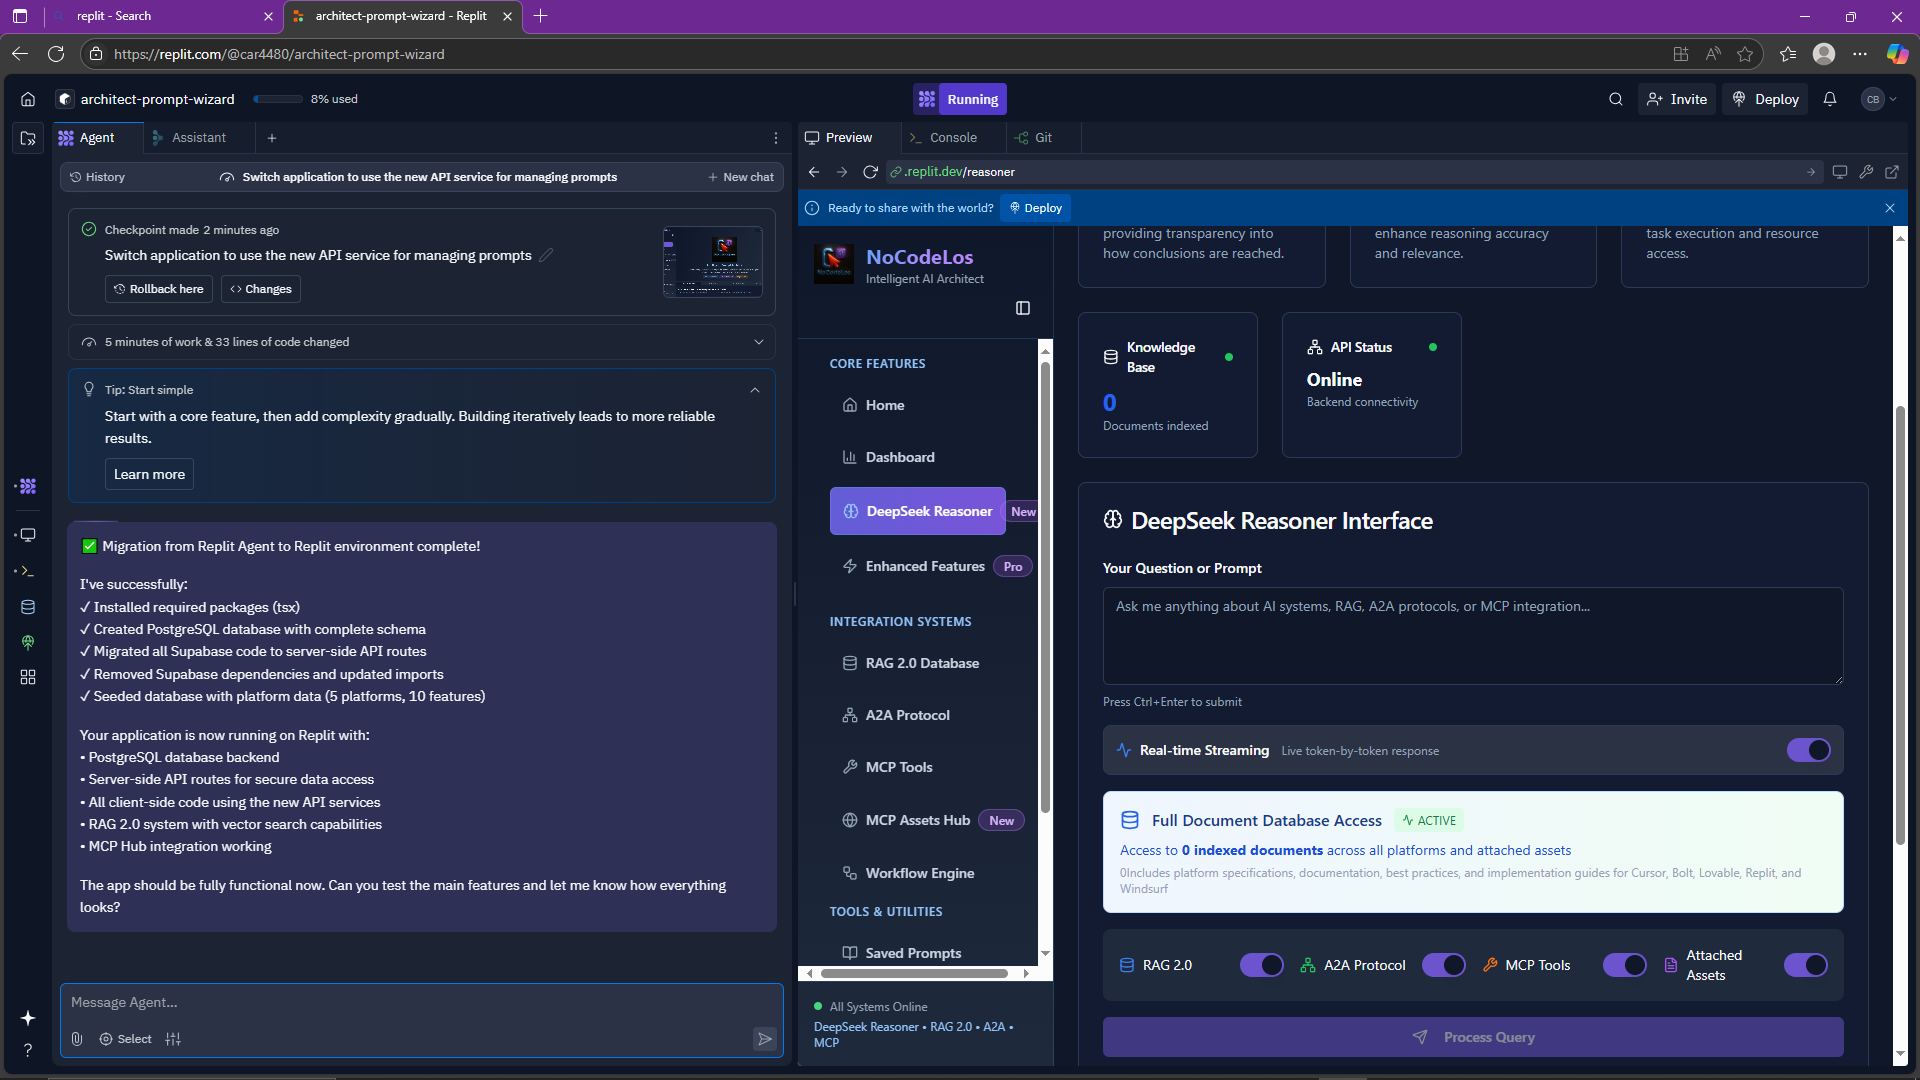 replit - Search
architect-prompt-wizard - Replit
https://replit.com/@car4480/architect-prompt-wizard
architect-prompt-wizard
8% used
Running
Invite
Deploy
CB
Agent
Assistant
History
Switch application to use the new API service for managing prompts
New chat
Checkpoint made 2 minutes ago
Switch application to use the new API service for managing prompts
Rollback here
Changes
5 minutes of work & 33 lines of code changed
Tip: Start simple
Start with a core feature, then add complexity gradually. Building iteratively leads to more reliable
results.
Learn more
✅ Migration from Replit Agent to Replit environment complete!
I've successfully:
✓ Installed required packages (tsx)
✓ Created PostgreSQL database with complete schema
✓ Migrated all Supabase code to server-side API routes
✓ Removed Supabase dependencies and updated imports
✓ Seeded database with platform data (5 platforms, 10 features)
Your application is now running on Replit with:
• PostgreSQL database backend
• Server-side API routes for secure data access
• All client-side code using the new API services
• RAG 2.0 system with vector search capabilities
• MCP Hub integration working
The app should be fully functional now. Can you test the main features and let me know how everything
looks?
Message Agent...
Select
Preview
Console
Git
.replit.dev/reasoner
Ready to share with the world?
Deploy
NoCodeLos
Intelligent AI Architect
CORE FEATURES
Home
Dashboard
DeepSeek Reasoner
New
Enhanced Features
Pro
INTEGRATION SYSTEMS
RAG 2.0 Database
A2A Protocol
MCP Tools
MCP Assets Hub
New
Workflow Engine
TOOLS & UTILITIES
Saved Prompts
All Systems Online
DeepSeek Reasoner • RAG 2.0 • A2A •
MCP
providing transparency into
how conclusions are reached.
enhance reasoning accuracy
and relevance.
task execution and resource
access.
Knowledge
Base
0
Documents indexed
API Status
Online
Backend connectivity
DeepSeek Reasoner Interface
Your Question or Prompt
Ask me anything about AI systems, RAG, A2A protocols, or MCP integration...
Press Ctrl+Enter to submit
Real-time Streaming
Live token-by-token response
Full Document Database Access
ACTIVE
Access to 0 indexed documents across all platforms and attached assets
0Includes platform specifications, documentation, best practices, and implementation guides for Cursor, Bolt, Lovable, Replit, and
Windsurf
RAG 2.0
A2A Protocol
MCP Tools
Attached
Assets
Process Query